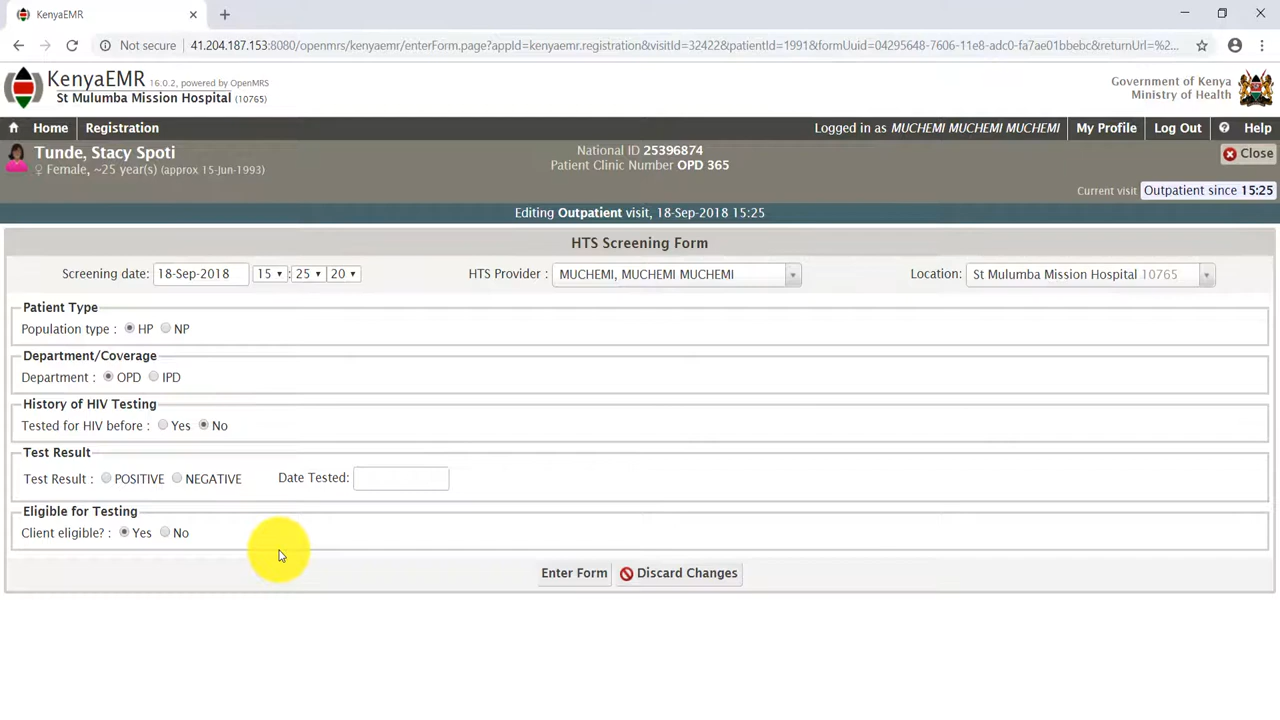 KenyaEMR
Not secure 41.204.187.153:8080/openmrs/kenyaemr/enterForm.page?appId=kenyaemr.registration&visitId=32422&patientId=1991&formUuid=04295648-7606-11e8-adc0-fa7ae01bbebc&returnUrl=%2...
KenyaEMR 16.0.2, powered by OpenMRS
St Mulumba Mission Hospital (10765)
Government of Kenya
Ministry of Health
Home Registration Logged in as MUCHEMI MUCHEMI MUCHEMI My Profile Log Out Help
Tunde, Stacy Spoti
♀ Female, ~25 year(s) (approx 15-Jun-1993)
National ID 25396874
Patient Clinic Number OPD 365
Close
Current visit Outpatient since 15:25
Editing Outpatient visit, 18-Sep-2018 15:25
HTS Screening Form
Screening date: 18-Sep-2018 15 : 25 20 HTS Provider : MUCHEMI, MUCHEMI MUCHEMI Location: St Mulumba Mission Hospital 10765
Patient Type
Population type : HP NP
Department/Coverage
Department : OPD IPD
History of HIV Testing
Tested for HIV before : Yes No
Test Result
Test Result : POSITIVE NEGATIVE Date Tested:
Eligible for Testing
Client eligible? : Yes No
Enter Form Discard Changes